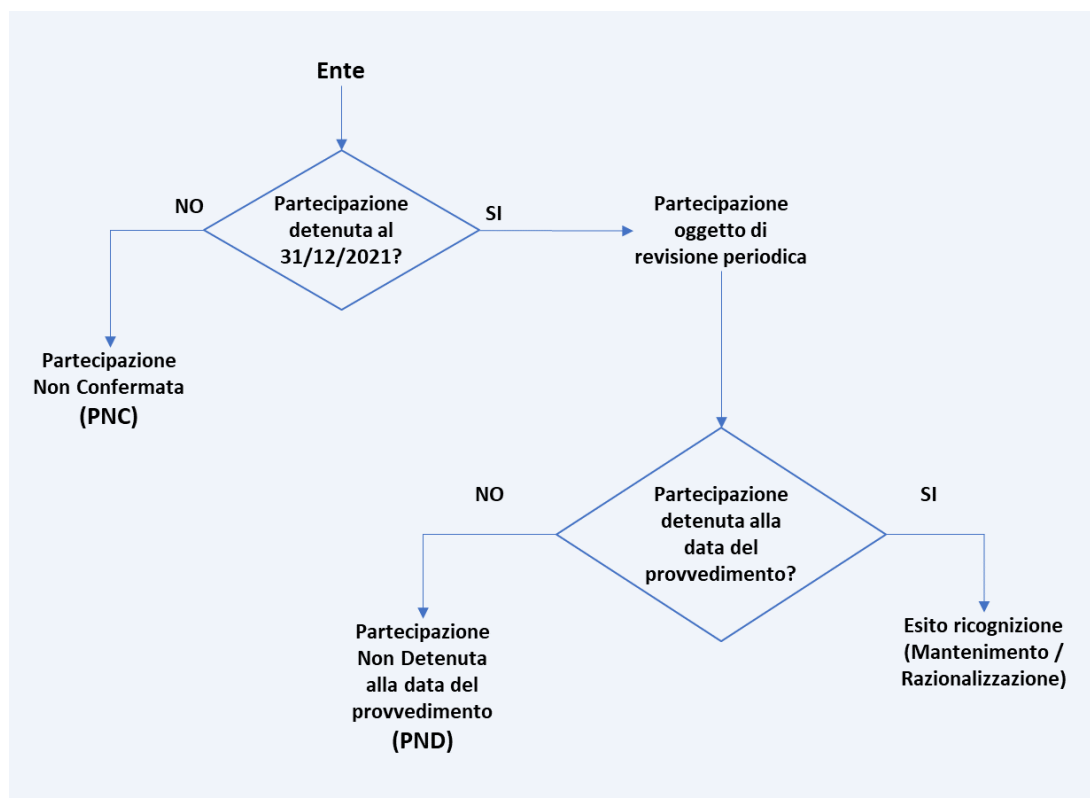 Ente
NO
Partecipazione
detenuta al
31/12/2021?
SI
Partecipazione
oggetto di
revisione periodica
Partecipazione
Non Confermata
(PNC)
NO
Partecipazione
detenuta alla
data del
provvedimento?
SI
Partecipazione
Non Detenuta
alla data del
provvedimento
(PND)
Esito ricognizione
(Mantenimento /
Razionalizzazione)